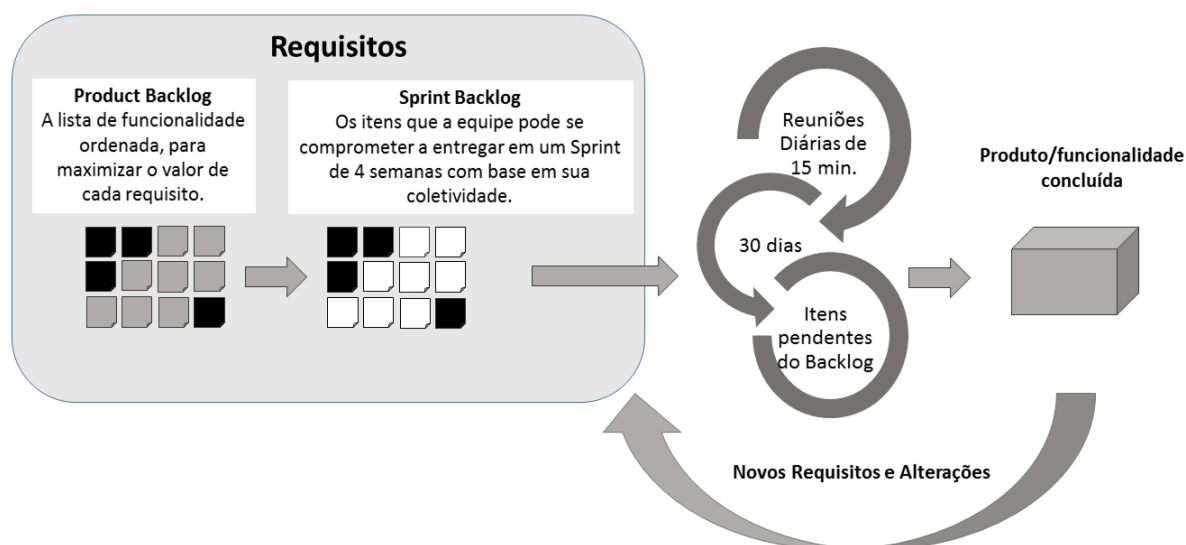 Requisitos
Product Backlog
A lista de funcionalidade
ordenada, para
maximizar o valor de
cada requisito.
Sprint Backlog
Os itens que a equipe pode se
comprometer a entregar em um Sprint
de 4 semanas com base em sua
coletividade.
Reuniões
Diárias de
15 min.
30 dias
Itens
pendentes
do Backlog
Produto/funcionalidade
concluída
Novos Requisitos e Alterações